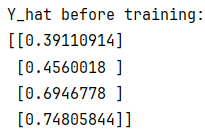 Y_hat before training:
[[0.39110914]
 [0.4560018 ]
 [0.6946778 ]
 [0.74805844]]